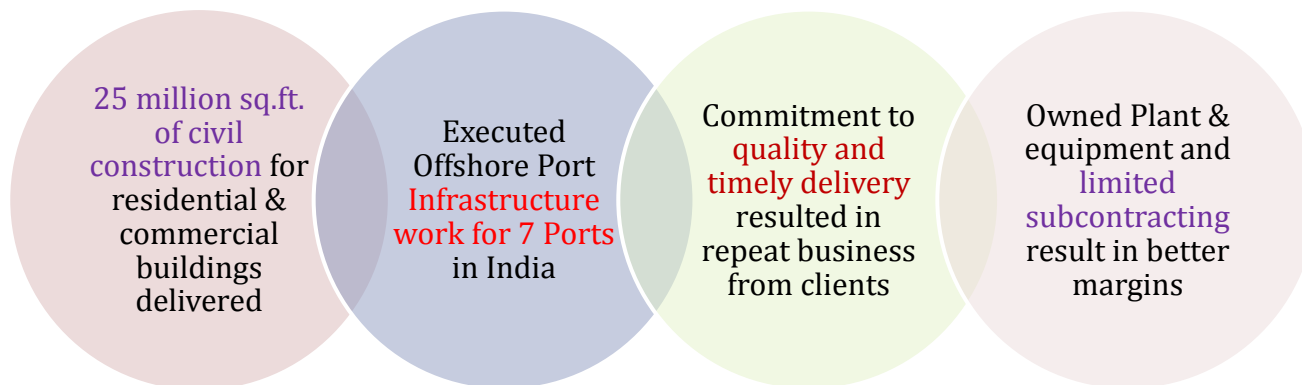 25 million sq.ft.
of civil
construction for
residential &
commercial
buildings
delivered
Executed
Offshore Port
Infrastructure
work for 7 Ports
in India
Commitment to
quality and
timely delivery
resulted in
repeat business
from clients
Owned Plant &
equipment and
limited
subcontracting
result in better
margins